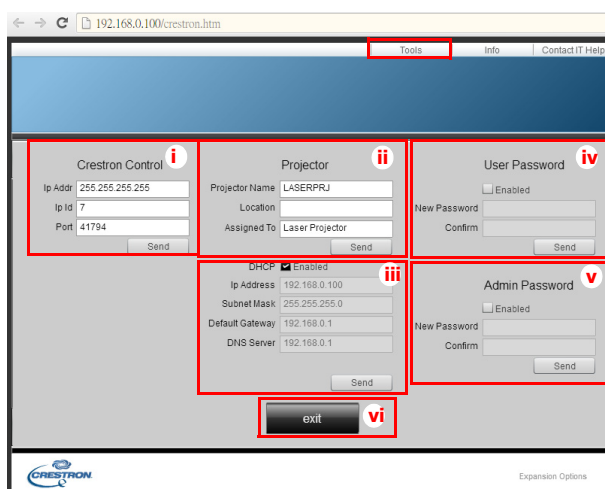 192.168.0.100/crestron.htm
Tools Info Contact IT Help
Crestron Control i
Ip Addr 255.255.255.255
Ip Id 7
Port 41794
Send
Projector ii
Projector Name LASERPRJ
Location
Assigned To Laser Projector
Send
DHCP Enabled iii
Ip Address 192.168.0.100
Subnet Mask 255.255.255.0
Default Gateway 192.168.0.1
DNS Server 192.168.0.1
Send
User Password iv
Enabled
New Password
Confirm
Send
Admin Password v
Enabled
New Password
Confirm
Send
exit vi
CRESTRON
Expansion Options